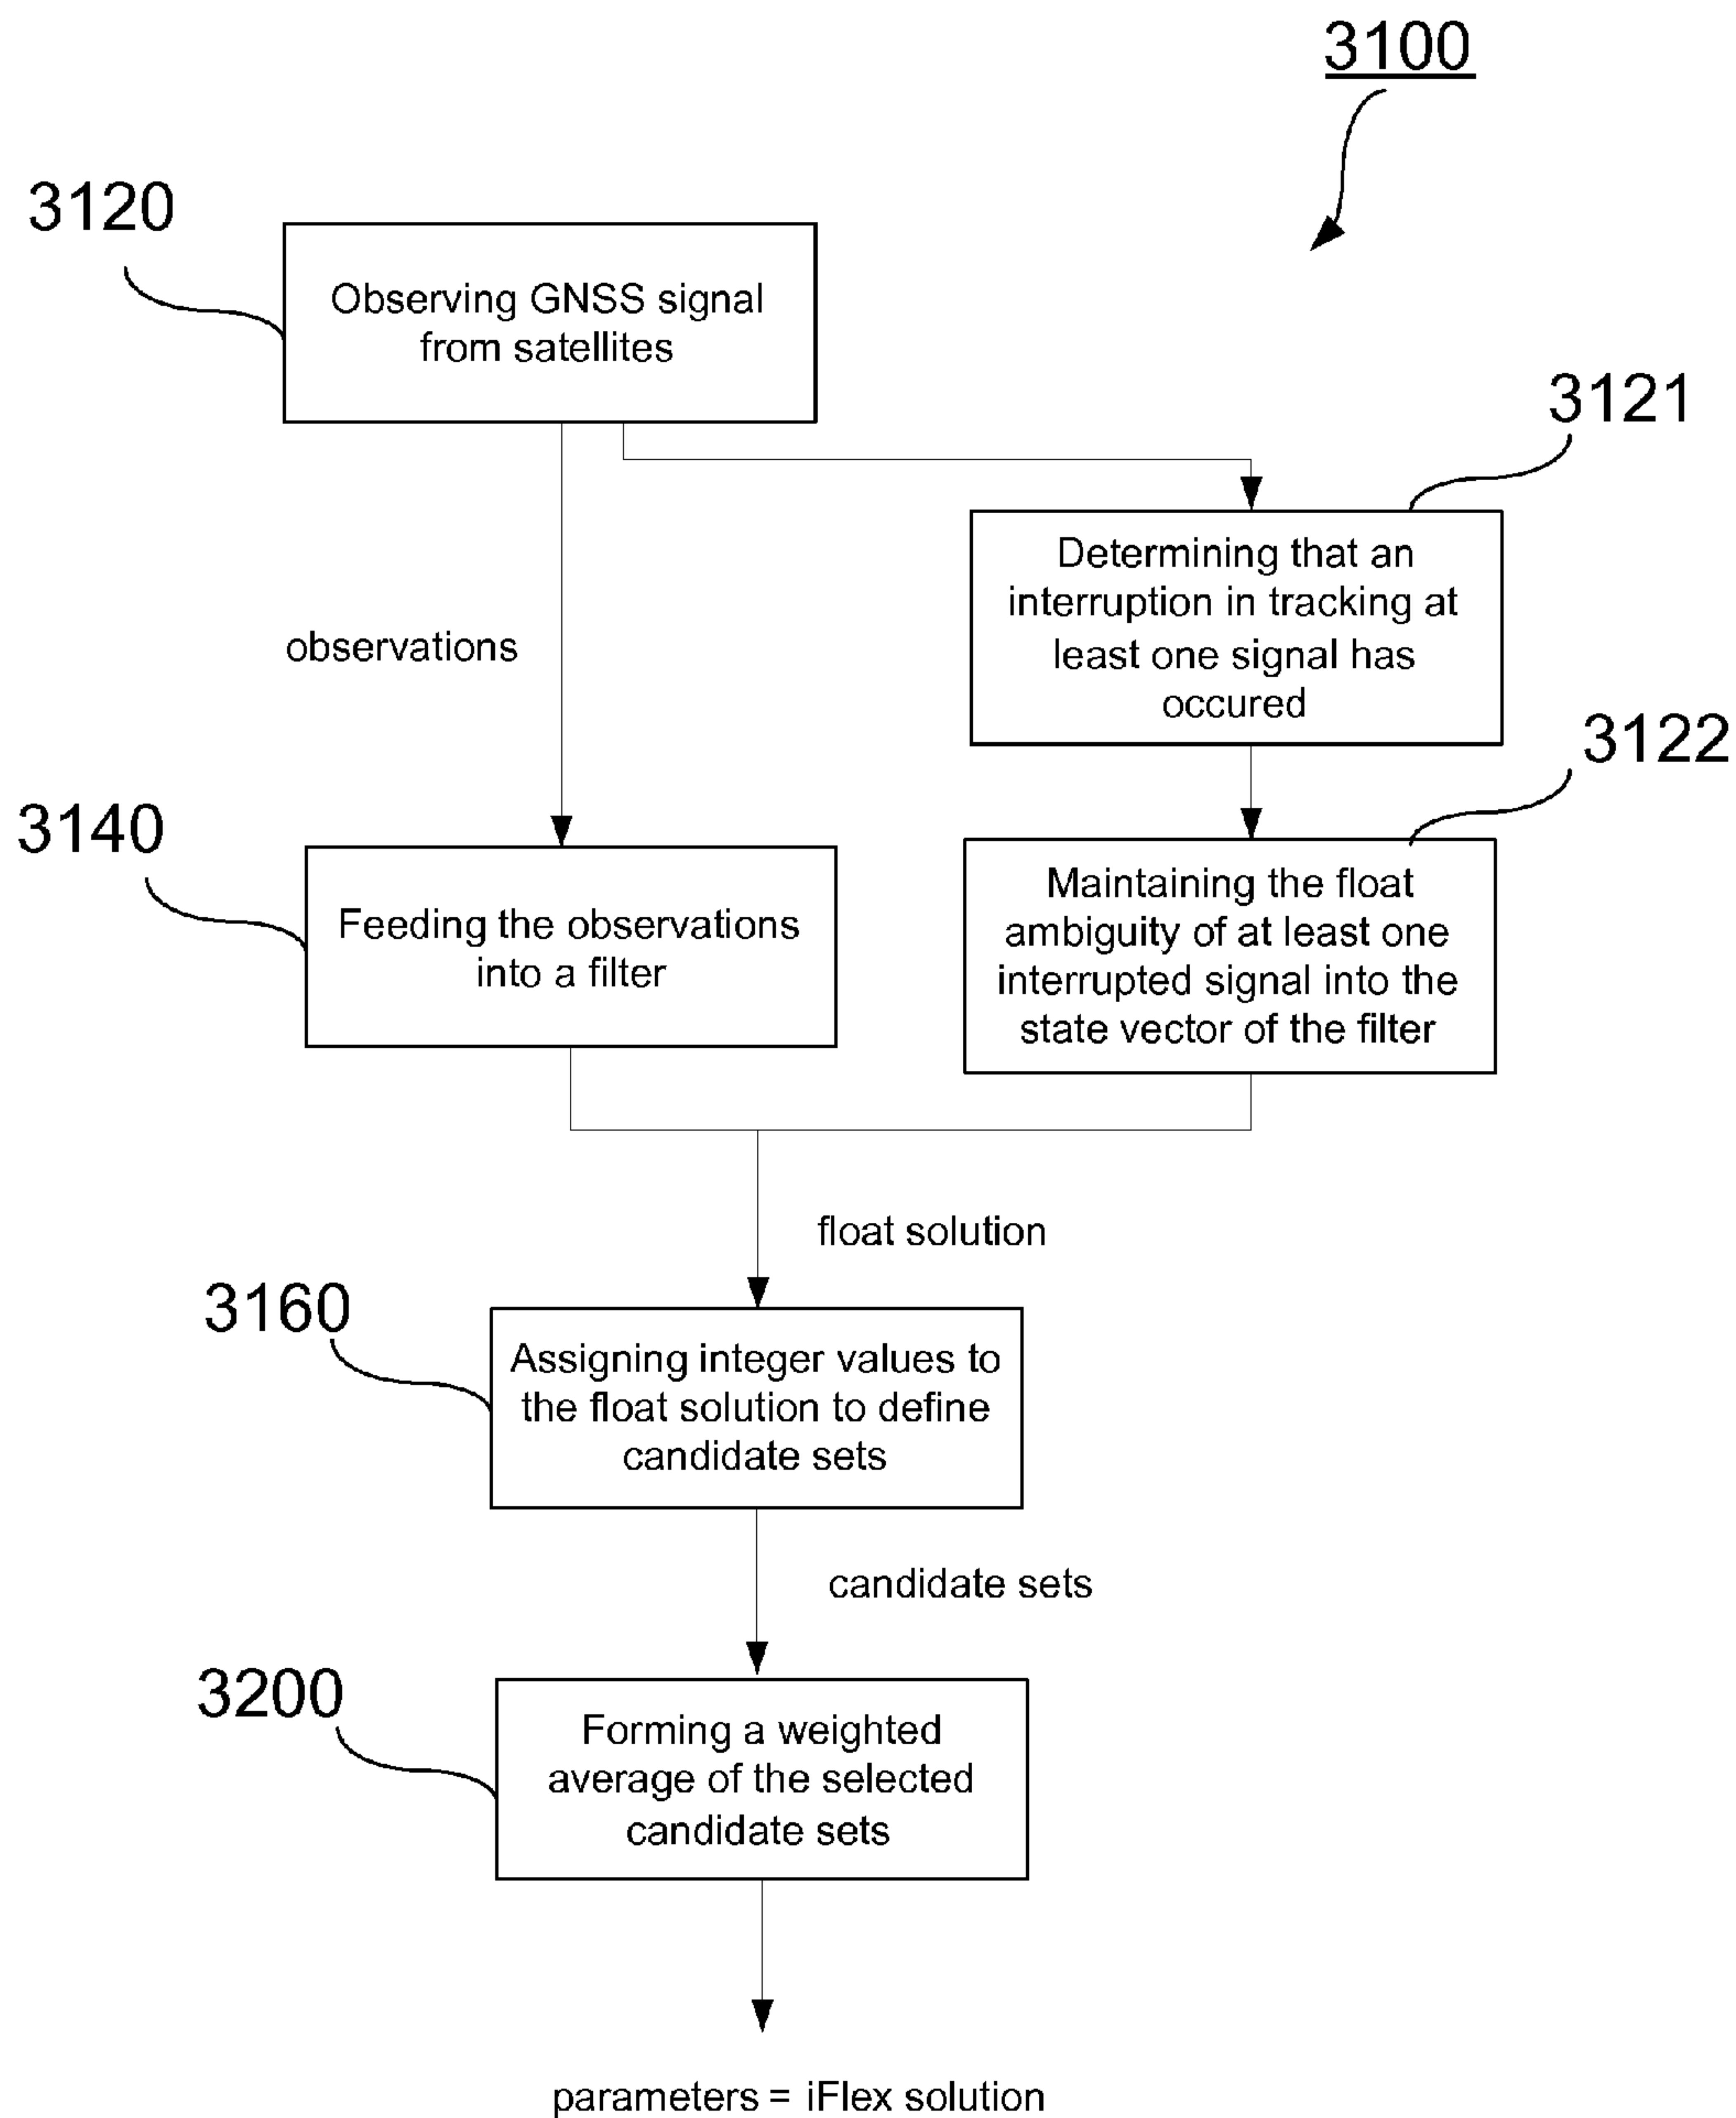 3100
3120
Observing GNSS signal
from satellites
3121
Determining that an
interruption in tracking at
least one signal has
occured
observations
3122
3140
Feeding the observations
into a filter
Maintaining the float
ambiguity of at least one
interrupted signal into the
state vector of the filter
float solution
3160
Assigning integer values to
the float solution to define
candidate sets
candidate sets
3200
Forming a weighted
average of the selected
candidate sets
parameters = iFlex solution